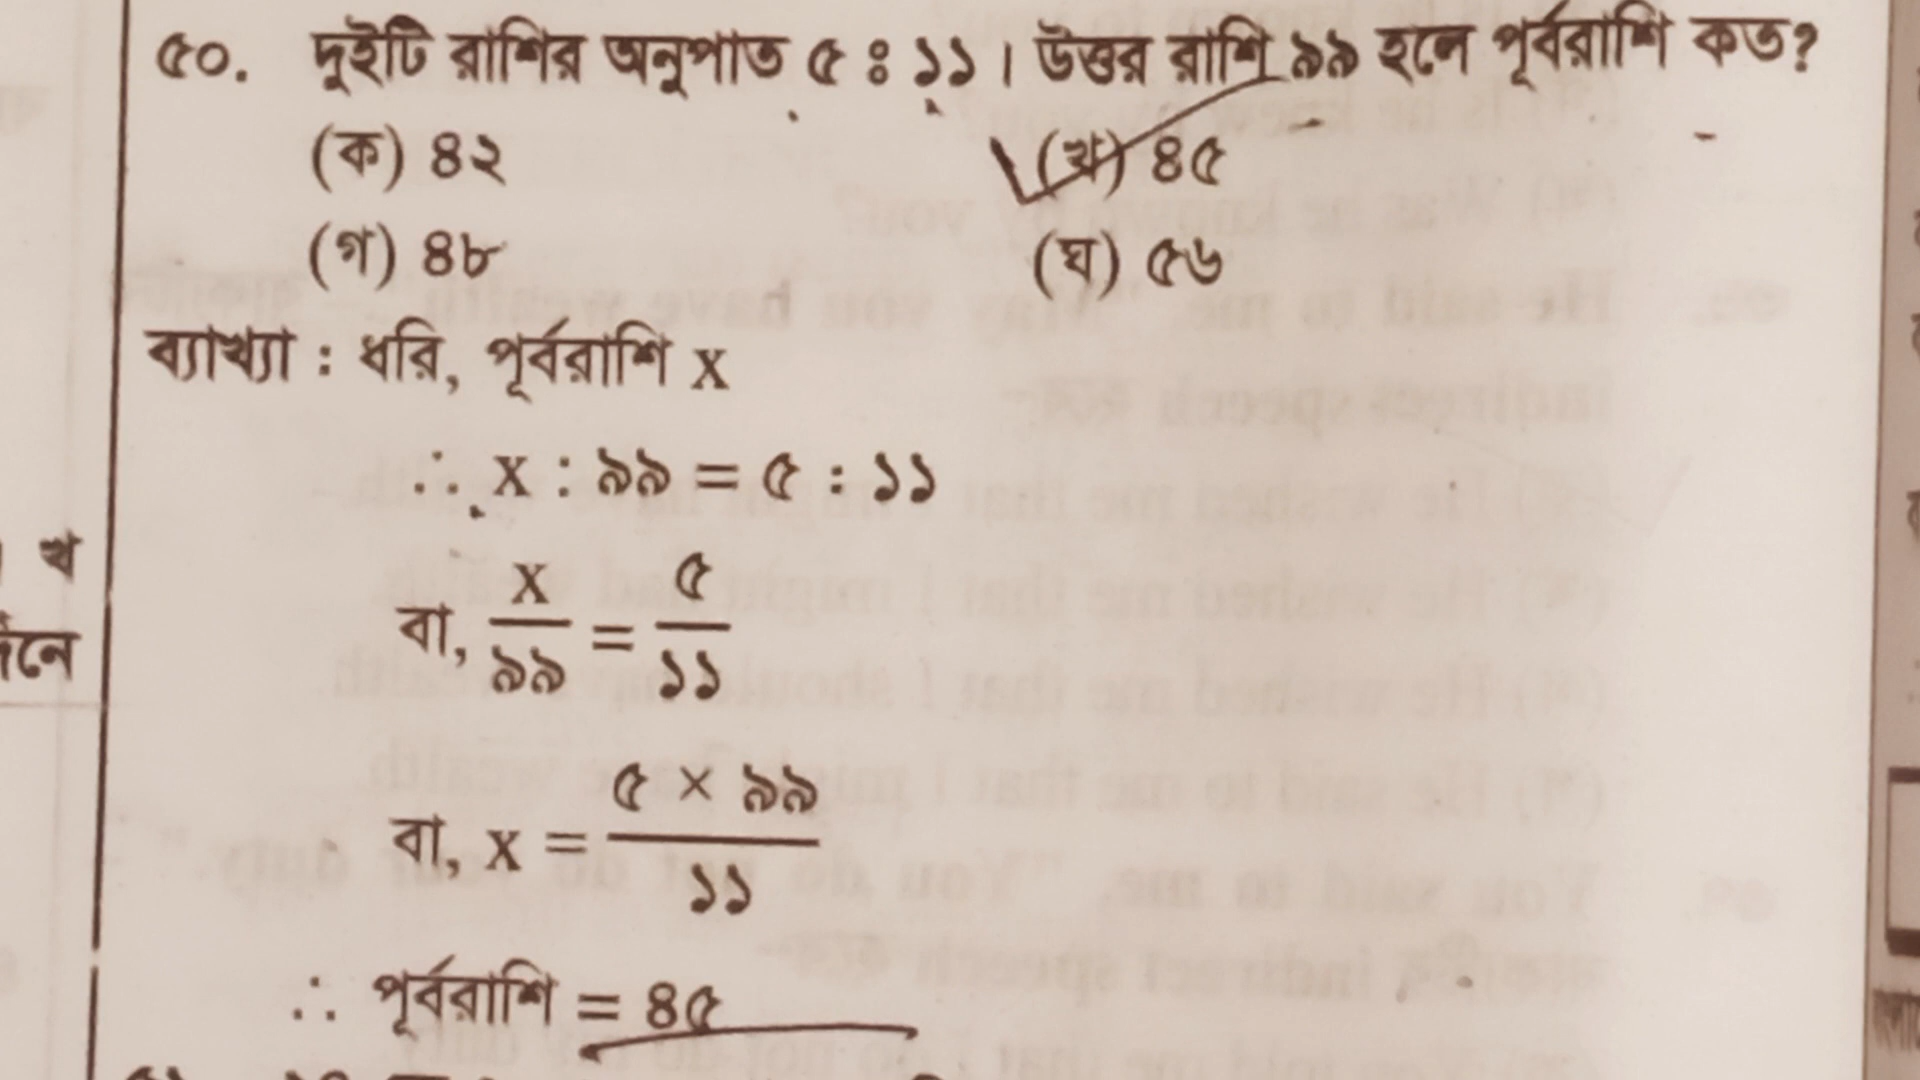 ৫০. দুইটি রাশির অনুপাত ৫ : ১১। উত্তর রাশি ৯৯ হলে পূর্বরাশি কত?
(ক) ৪২ (খ) ৪৫
(গ) ৪৮ (ঘ) ৫৬
ব্যাখ্যা : ধরি, পূর্বরাশি x
∴ x : ৯৯ = ৫ : ১১
বা, x/৯৯ = ৫/১১
বা, x = ৫ × ৯৯/১১
∴ পূর্বরাশি = ৪৫
খ